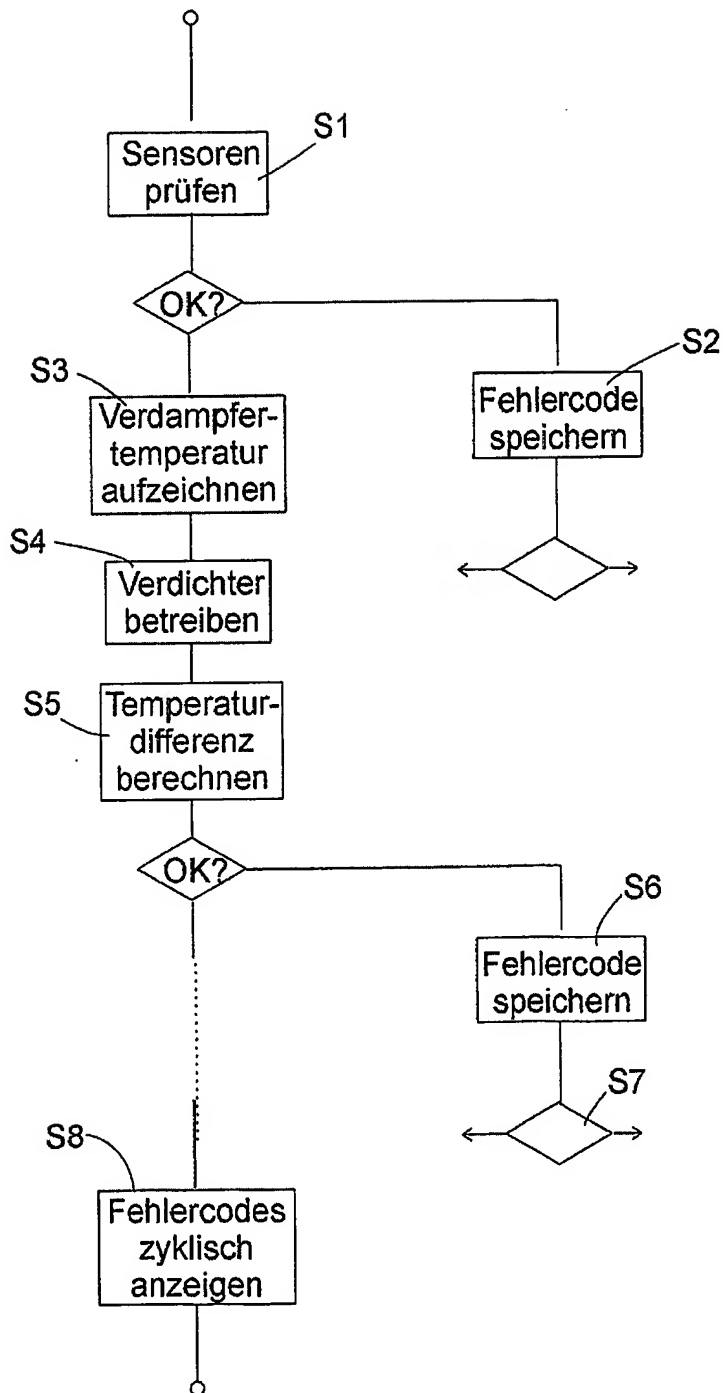 S1
Sensoren
prüfen
OK?
S2
Fehlercode
speichern
S3
Verdampfer-
temperatur
aufzeichnen
S4
Verdichter
betreiben
S5
Temperatur-
differenz
berechnen
OK?
S6
Fehlercode
speichern
S7
S8
Fehlercodes
zyklisch
anzeigen